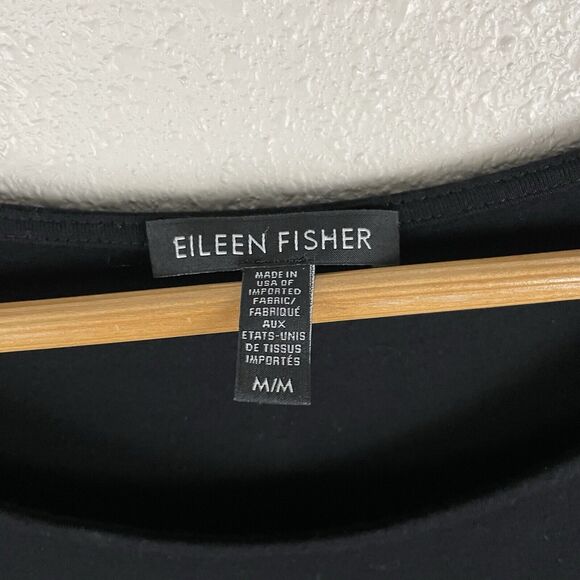 EILEEN FISHER
MADE IN
USA OF
IMPORTED
FABRIC/
FABRIQUÉ
AUX
ETATS-UNIS
DE TISSUS
IMPORTÉS
M/M